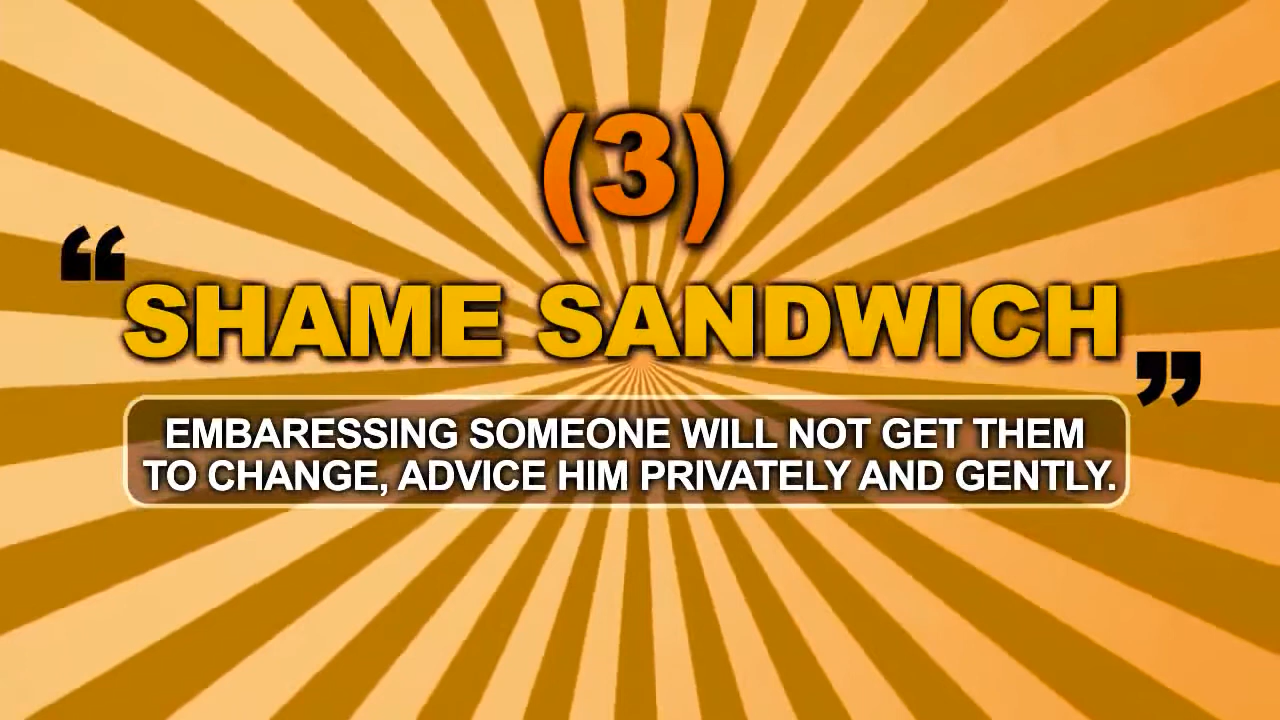 (3)
“SHAME SANDWICH”
EMBARESSING SOMEONE WILL NOT GET THEM
TO CHANGE, ADVICE HIM PRIVATELY AND GENTLY.